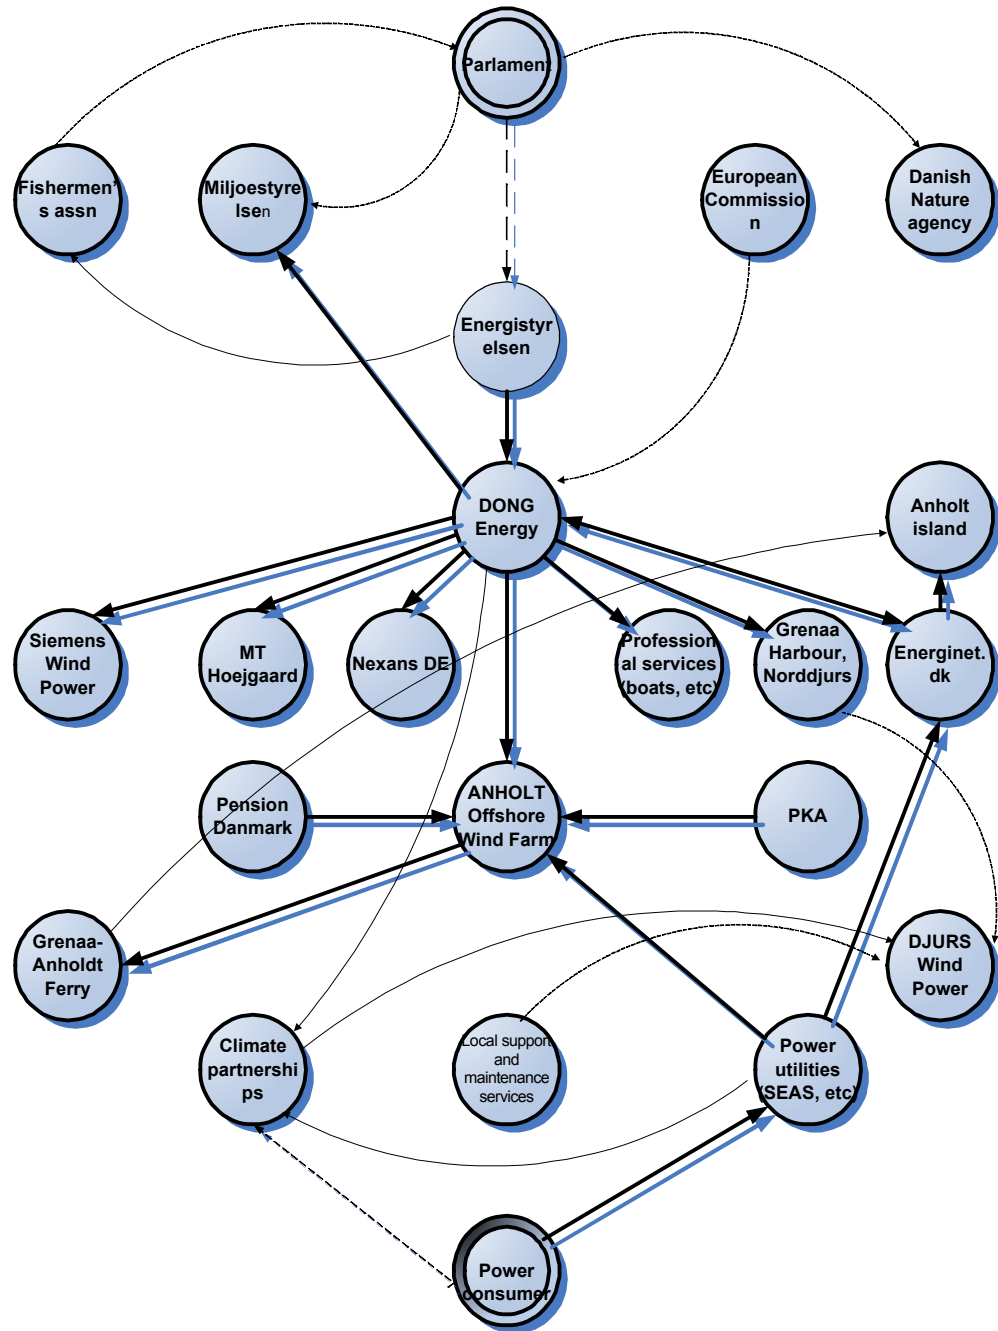 Parlament
Fishermen'
s assn
Miljoestyre
lsen
European
Commissio
n
Danish
Nature
agency
Energistyr
elsen
DONG
Energy
Anholt
island
Siemens
Wind
Power
MT
Hoejgaard
Nexans DE
Profession
al services
(boats, etc)
Grenaa
Harbour,
Norddjurs
Energinet.
dk
Pension
Danmark
ANHOLT
Offshore
Wind Farm
PKA
Grenaa-
Anholdt
Ferry
DJURS
Wind
Power
Climate
partnershi
ps
Local support
and
maintenance
services
Power
utilities
(SEAS, etc)
Power
consumer